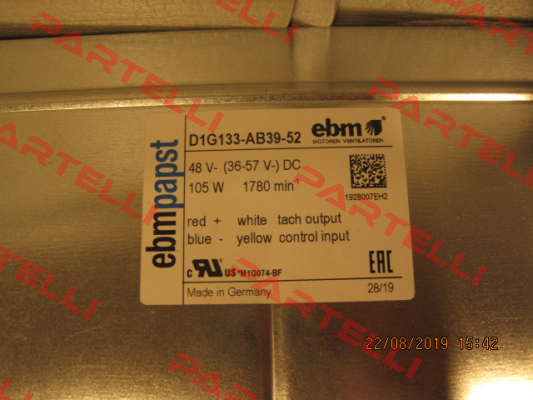 ebmpapst
D1G133-AB39-52
ebm
MOTOREN VENTILATOREN
48 V- (36-57 V-) DC
105 W 1780 min⁻¹
1928007EH2
red + white tach output
blue - yellow control input
c RU US *M1G074-BF
EAC
Made in Germany
28/19
22/08/2019 15:42
PARTELLI
PARTELLI
PARTELLI
PARTELLI
PARTELLI